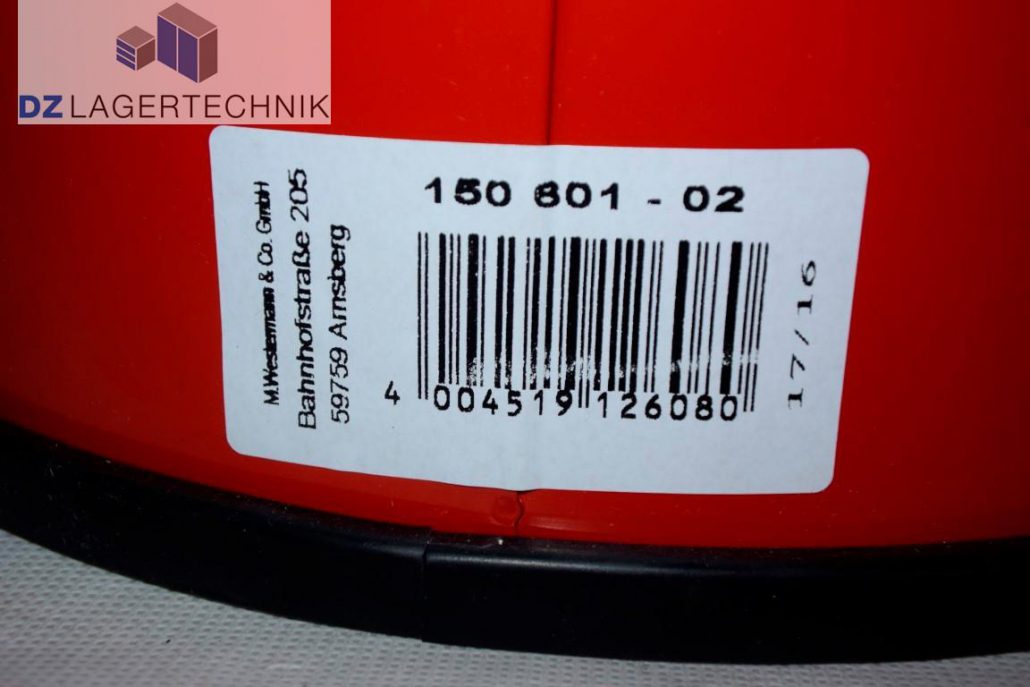 DZ LAGERTECHNIK
150 601 - 02
M.Westermann & Co. GmbH
Bahnhofstraße 205
59759 Arnsberg
17/16
4 004519 126080